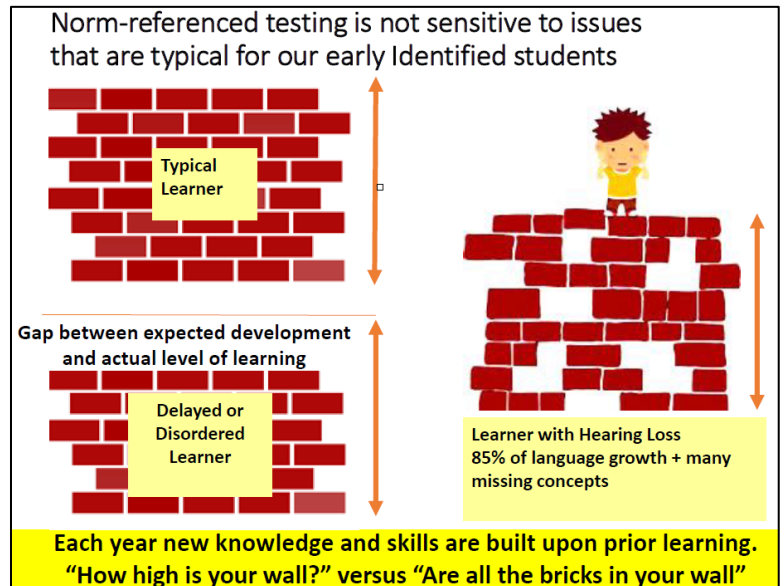 Norm-referenced testing is not sensitive to issues
that are typical for our early Identified students
Typical
Learner
Gap between expected development
and actual level of learning
Delayed or
Disordered
Learner
Learner with Hearing Loss
85% of language growth + many
missing concepts
Each year new knowledge and skills are built upon prior learning.
“How high is your wall?” versus “Are all the bricks in your wall”